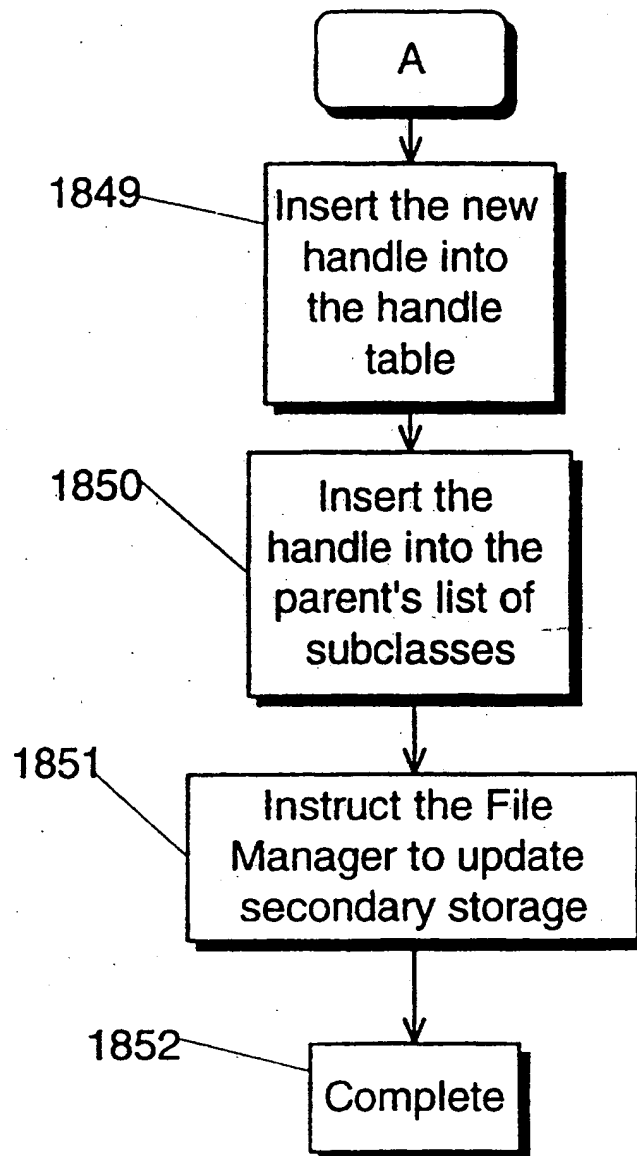 A
1849
Insert the new
handle into
the handle
table
1850
Insert the
handle into the
parent's list of
subclasses
1851
Instruct the File
Manager to update
secondary storage
1852
Complete